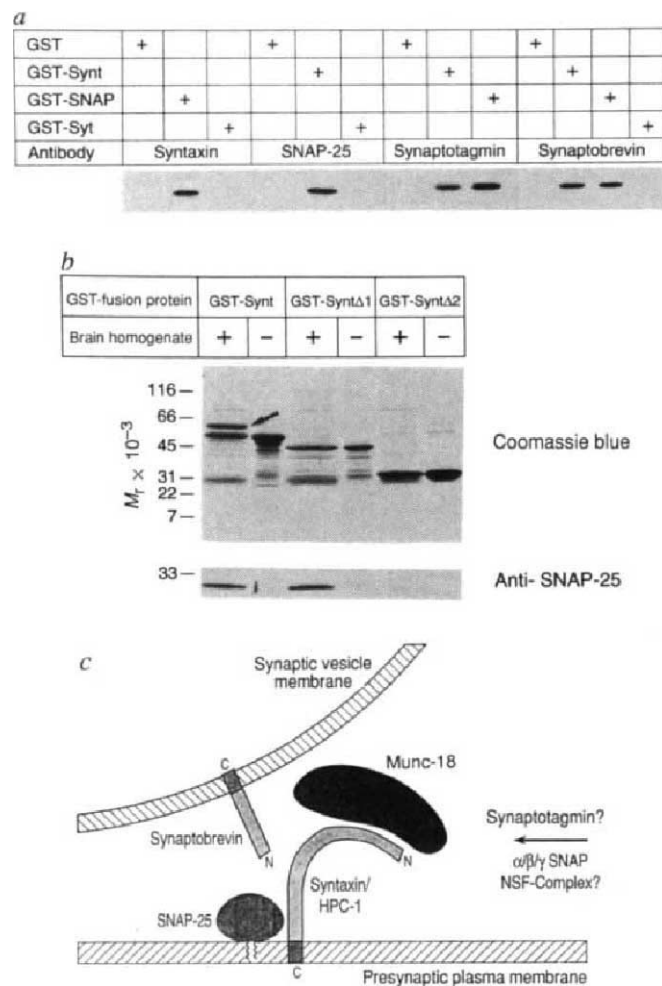 a
GST + + + +
GST-Synt + + +
GST-SNAP + + +
GST-Syt + + +
Antibody Syntaxin SNAP-25 Synaptotagmin Synaptobrevin
b
GST-fusion protein GST-Synt GST-SyntΔ1 GST-SyntΔ2
Brain homogenate + − + − + −
116 –
66 –
45 –
31 –
22 –
7 –
Mr × 10⁻³
Coomassie blue
33 –
Anti- SNAP-25
c
Synaptic vesicle
membrane
C
Munc-18
Synaptobrevin
N
Synaptotagmin?
α/β/γ SNAP
NSF-Complex?
N
Syntaxin/
HPC-1
SNAP-25
C
Presynaptic plasma membrane